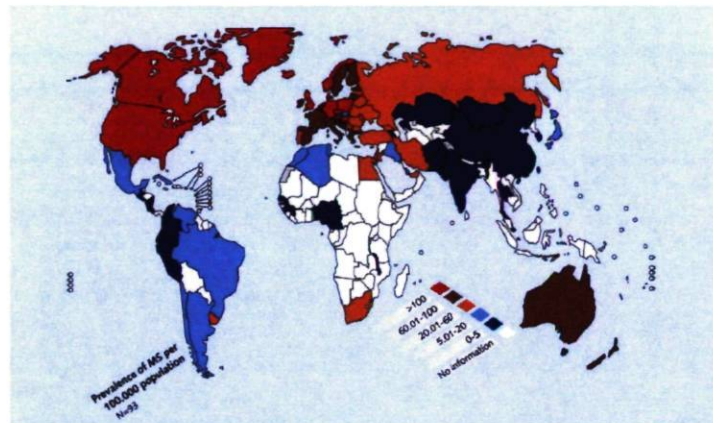 Prevalence of MS per
100.000 population
N=93
>100
60.01-100
20.01-60
5.01-20
0-5
No information